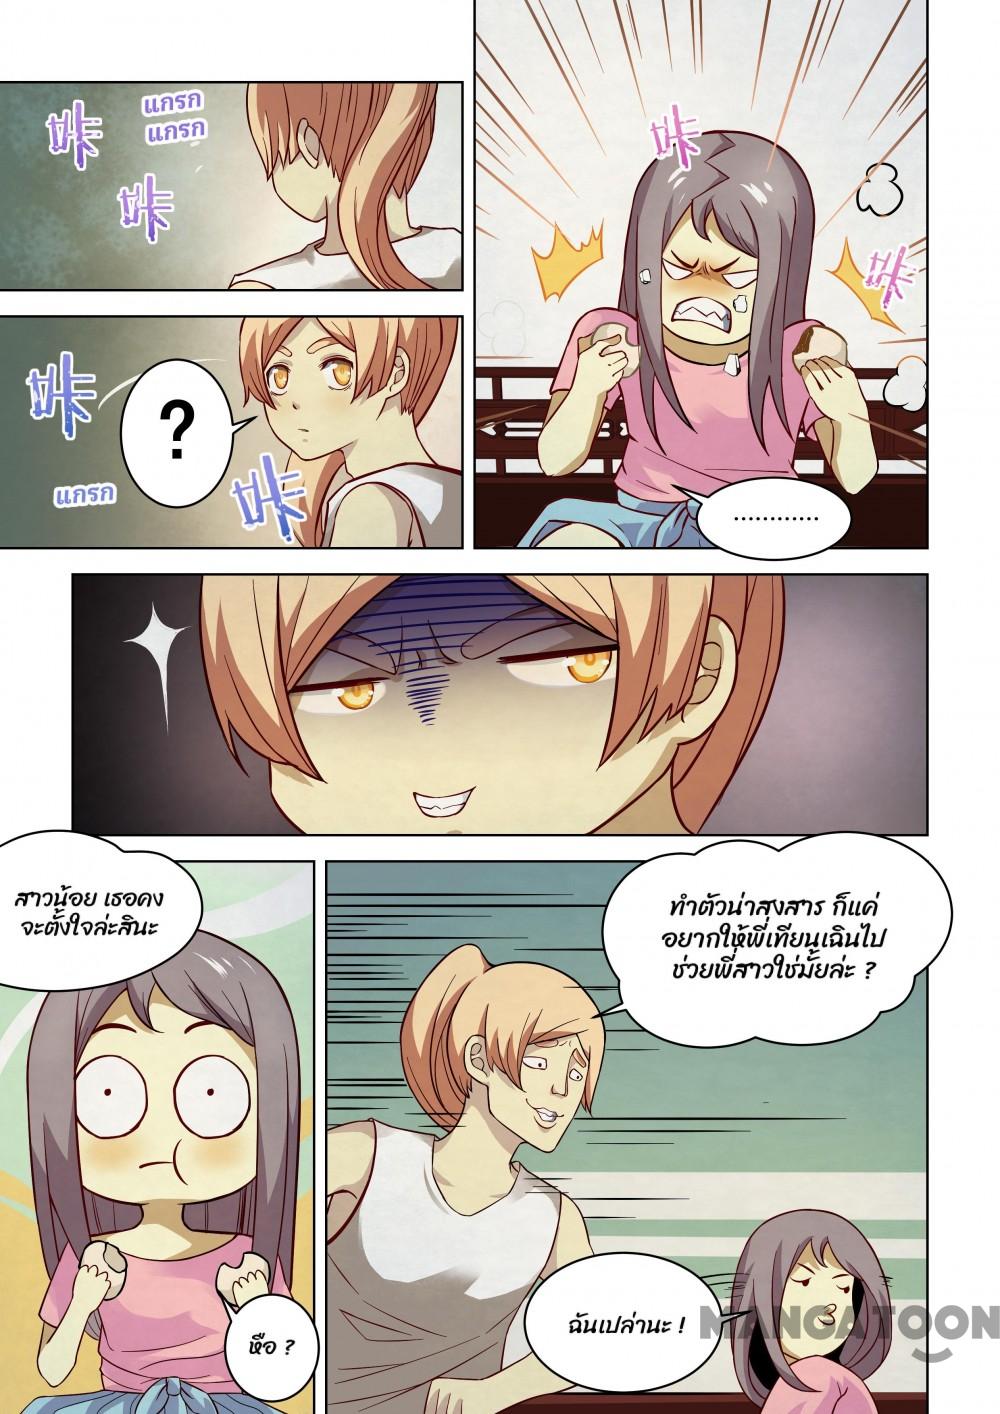 แกรก
แกรก
咔
咔
咔
咔
?
咔
แกรก
咔
............
สาวน้อย เธอคง
จะตั้งใจล่ะสินะ
หือ ?
ทำตัวน่าสงสาร ก็แค่
อยากให้พี่เทียนเฉินไป
ช่วยพี่สาวใช่มั้ยล่ะ ?
ฉันเปล่านะ !
MANGATOON